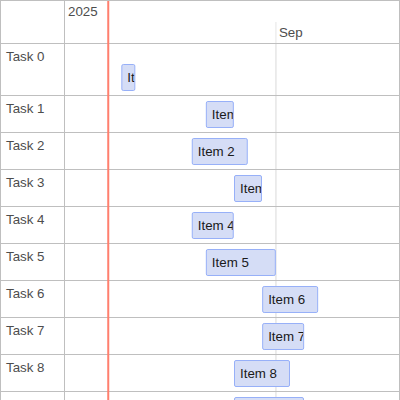 2025
Sep
Task 0
It
Task 1
Item
Task 2
Item 2
Task 3
Item
Task 4
Item 4
Task 5
Item 5
Task 6
Item 6
Task 7
Item 7
Task 8
Item 8